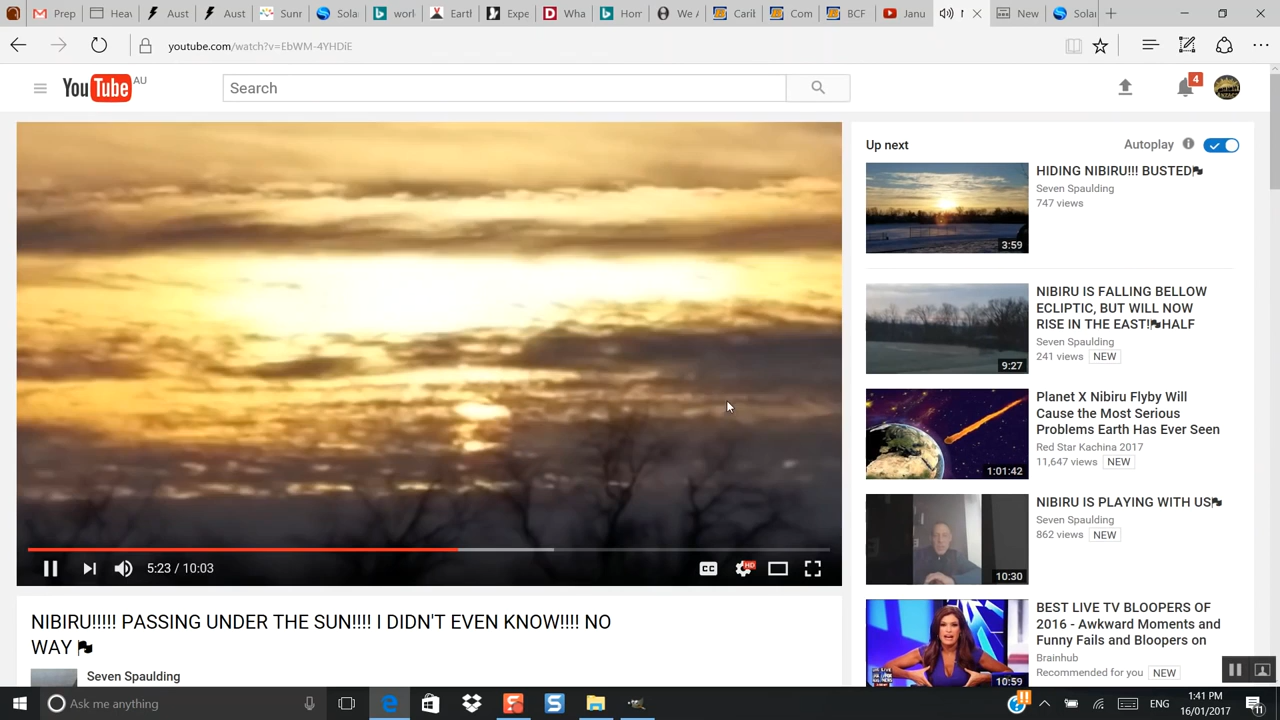 Prep
Her
Aust
Aust
Sun
Sola
worl
Eart
Expe
Wha
Hom
We A
Carib
Com
BCF
Janu
N
New
Sola
youtube.com/watch?v=EbWM-4YHDiE
YouTube AU
Search
4
Up next
Autoplay
HIDING NIBIRU!!! BUSTED
Seven Spaulding
747 views
3:59
NIBIRU IS FALLING BELLOW
ECLIPTIC, BUT WILL NOW
RISE IN THE EAST! HALF
Seven Spaulding
241 views NEW
9:27
Planet X Nibiru Flyby Will
Cause the Most Serious
Problems Earth Has Ever Seen
Red Star Kachina 2017
11,647 views NEW
1:01:42
NIBIRU IS PLAYING WITH US
Seven Spaulding
862 views NEW
10:30
BEST LIVE TV BLOOPERS OF
2016 - Awkward Moments and
Funny Fails and Bloopers on
Brainhub
Recommended for you NEW
10:59
5:23 / 10:03
CC
HD
NIBIRU!!!!! PASSING UNDER THE SUN!!!! I DIDN'T EVEN KNOW!!!! NO
WAY
Seven Spaulding
Ask me anything
ENG
1:41 PM
16/01/2017
11